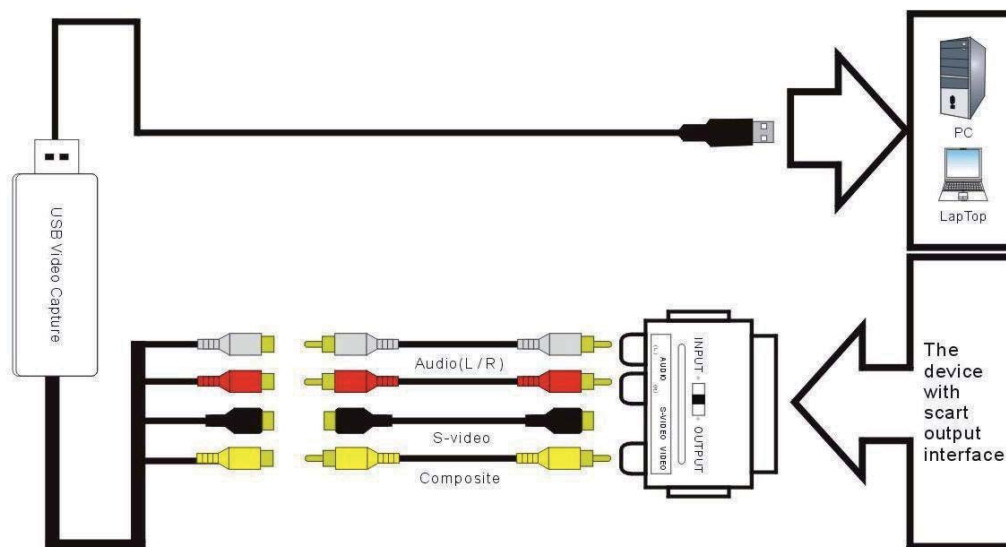 PC
LapTop
USB Video Capture
Audio(L/R)
S-video
Composite
(L)
AUDIO
(R)
S-VIDEO
VIDEO
INPUT
OUTPUT
The
device
with
scart
output
interface